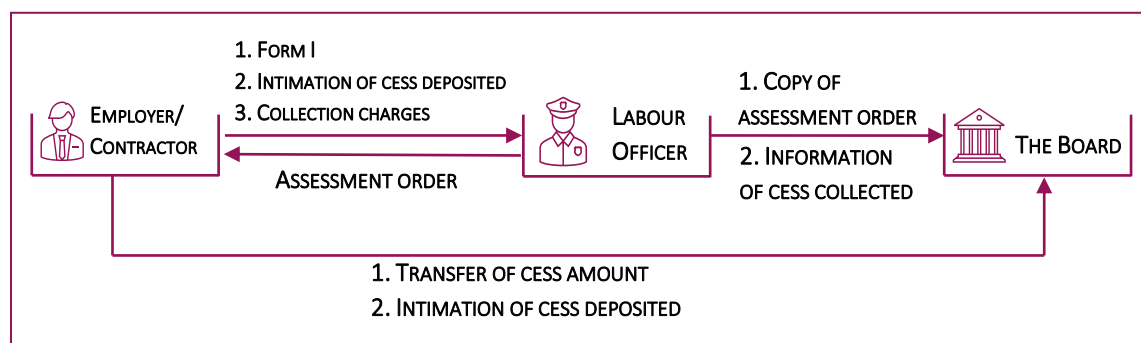 1. Form I
2. Intimation of cess deposited
3. Collection charges
Employer/
Contractor
Assessment order
Labour
Officer
1. Copy of
assessment order
2. Information
of cess collected
The Board
1. Transfer of cess amount
2. Intimation of cess deposited